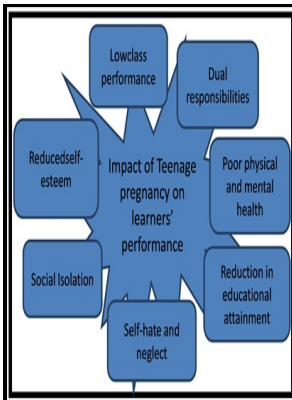 Lowclass
performance
Dual
responsibilities
Reducedself-
esteem
Impact of Teenage
pregnancy on
learners’
performance
Poor physical
and mental
health
Social Isolation
Reduction in
educational
attainment
Self-hate and
neglect